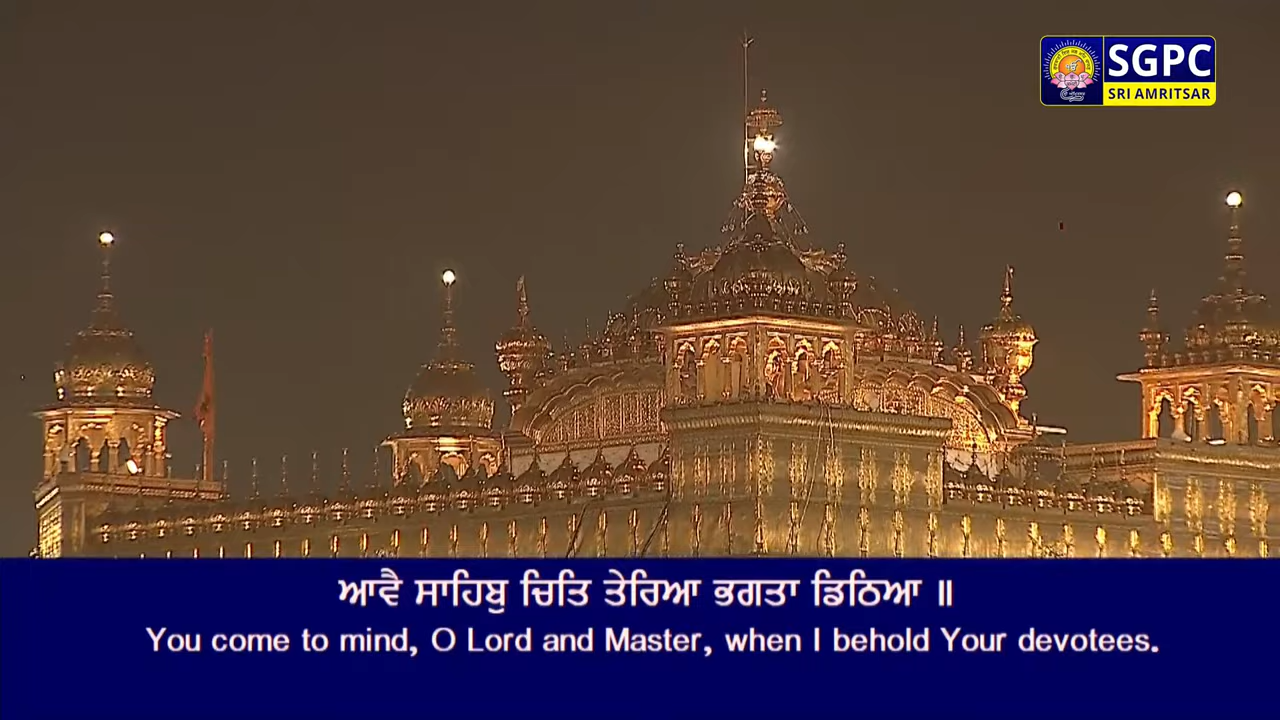 SGPC
SRI AMRITSAR
ਆਵੈ ਸਾਹਿਬੁ ਚਿਤਿ ਤੇਰਿਆ ਭਗਤਾ ਡਿਠਿਆ ॥
You come to mind, O Lord and Master, when I behold Your devotees.